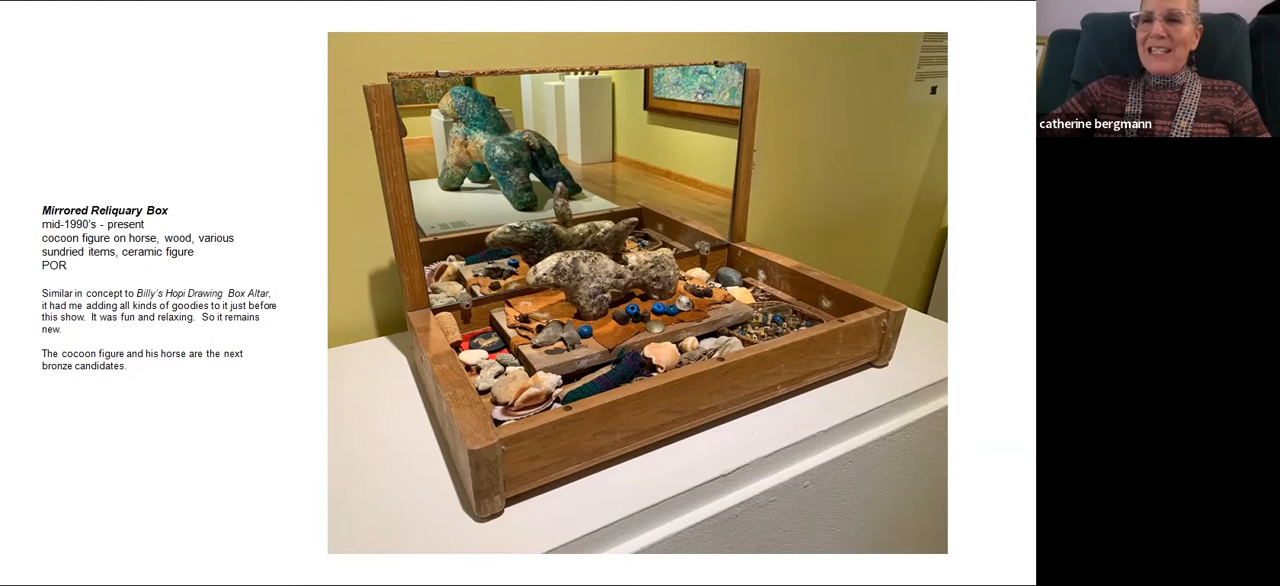 Mirrored Reliquary Box
mid-1990's - present
cocoon figure on horse, wood, various
sundried items, ceramic figure
POR
Similar in concept to Billy's Hopi Drawing Box Altar,
it had me adding all kinds of goodies to it just before
this show. It was fun and relaxing. So it remains
new.
The cocoon figure and his horse are the next
bronze candidates.
catherine bergmann